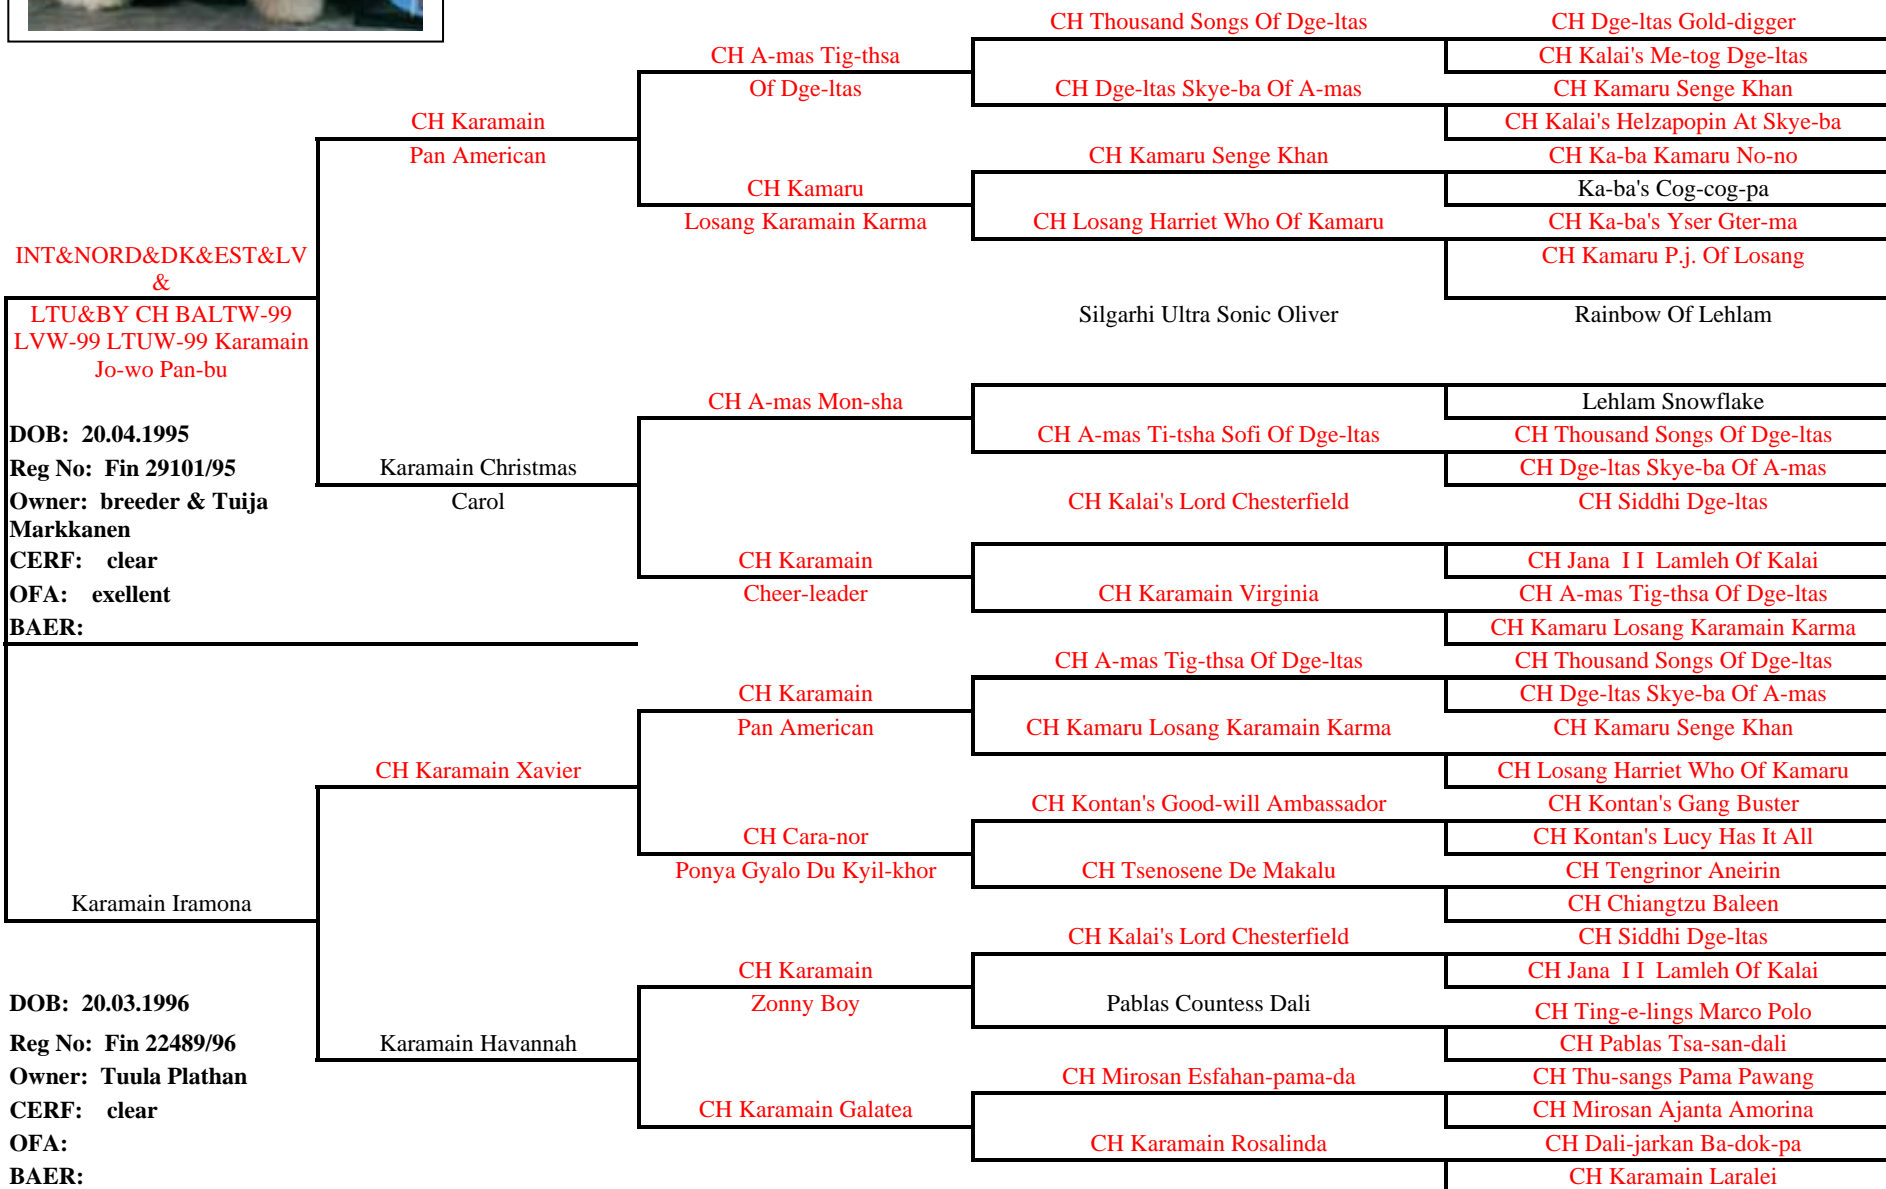 CH Thousand Songs Of Dge-ltas
CH Dge-ltas Gold-digger
CH A-mas Tig-thsa
CH Kalai's Me-tog Dge-ltas
Of Dge-ltas
CH Dge-ltas Skye-ba Of A-mas
CH Kamaru Senge Khan
CH Karamain
CH Kalai's Helzapopin At Skye-ba
Pan American
CH Kamaru Senge Khan
CH Ka-ba Kamaru No-no
CH Kamaru
Ka-ba's Cog-cog-pa
Losang Karamain Karma
CH Losang Harriet Who Of Kamaru
CH Ka-ba's Yser Gter-ma
INT&NORD&DK&EST&LV
&
CH Kamaru P.j. Of Losang
LTU&BY CH BALTW-99
LVW-99 LTUW-99 Karamain
Jo-wo Pan-bu
Silgarhi Ultra Sonic Oliver
Rainbow Of Lehlam
CH A-mas Mon-sha
Lehlam Snowflake
DOB: 20.04.1995
CH A-mas Ti-tsha Sofi Of Dge-ltas
CH Thousand Songs Of Dge-ltas
Reg No: Fin 29101/95
Karamain Christmas
CH Dge-ltas Skye-ba Of A-mas
Owner: breeder & Tuija
Markkanen
Carol
CH Kalai's Lord Chesterfield
CH Siddhi Dge-ltas
CERF: clear
CH Karamain
CH Jana I I Lamleh Of Kalai
OFA: exellent
Cheer-leader
CH Karamain Virginia
CH A-mas Tig-thsa Of Dge-ltas
BAER:
CH Kamaru Losang Karamain Karma
CH A-mas Tig-thsa Of Dge-ltas
CH Thousand Songs Of Dge-ltas
CH Karamain
CH Dge-ltas Skye-ba Of A-mas
Pan American
CH Kamaru Losang Karamain Karma
CH Kamaru Senge Khan
CH Karamain Xavier
CH Losang Harriet Who Of Kamaru
CH Kontan's Good-will Ambassador
CH Kontan's Gang Buster
CH Cara-nor
CH Kontan's Lucy Has It All
Ponya Gyalo Du Kyil-khor
CH Tsenosene De Makalu
CH Tengrinor Aneirin
Karamain Iramona
CH Chiangtzu Baleen
CH Kalai's Lord Chesterfield
CH Siddhi Dge-ltas
CH Karamain
CH Jana I I Lamleh Of Kalai
DOB: 20.03.1996
Zonny Boy
Pablas Countess Dali
CH Ting-e-lings Marco Polo
Reg No: Fin 22489/96
Karamain Havannah
CH Pablas Tsa-san-dali
Owner: Tuula Plathan
CH Mirosan Esfahan-pama-da
CH Thu-sangs Pama Pawang
CERF: clear
CH Karamain Galatea
CH Mirosan Ajanta Amorina
OFA:
CH Karamain Rosalinda
CH Dali-jarkan Ba-dok-pa
BAER:
CH Karamain Laralei